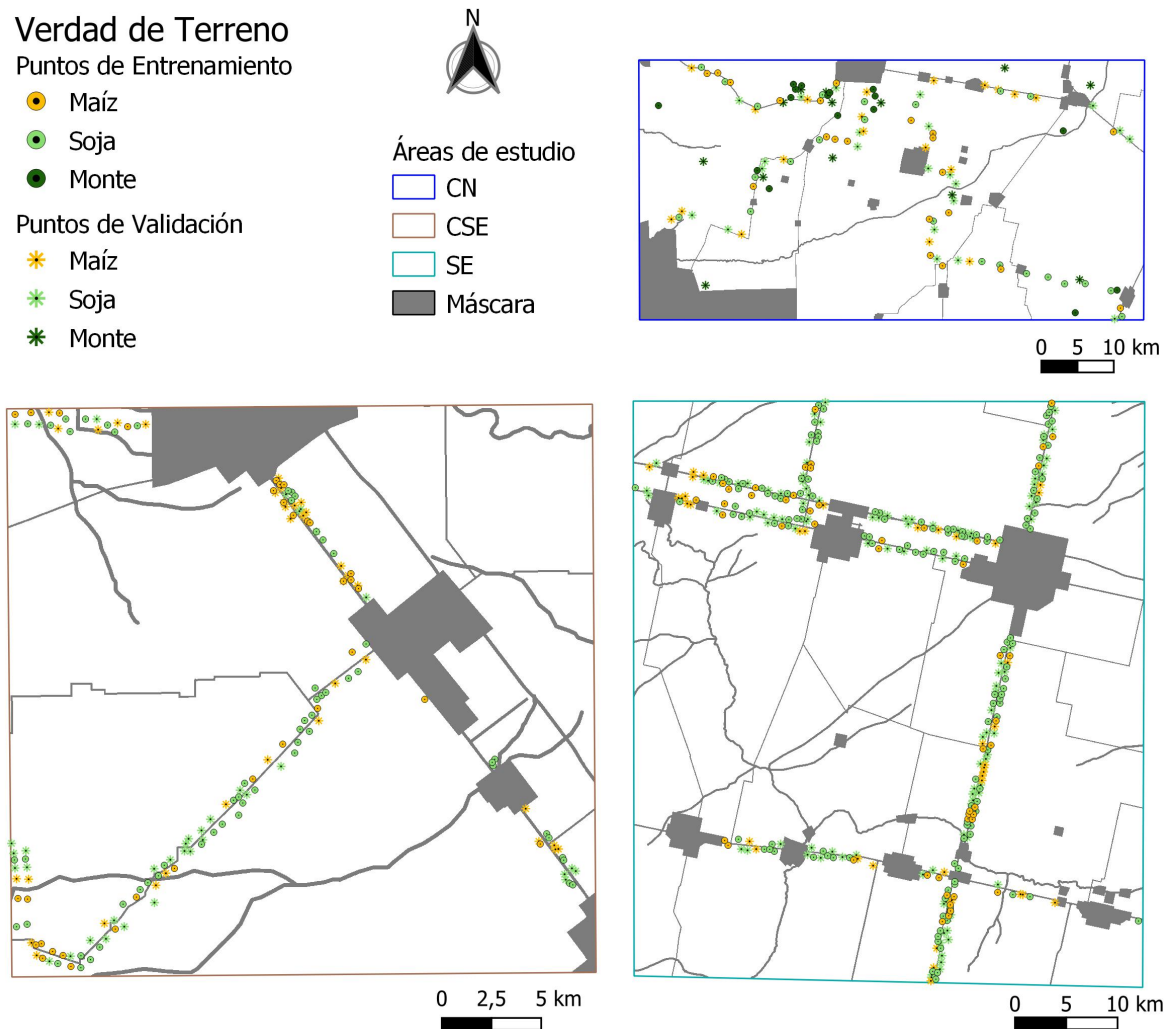 Verdad de Terreno
Puntos de Entrenamiento
Maíz
Soja
Monte
Puntos de Validación
Maíz
Soja
Monte
N
Áreas de estudio
CN
CSE
SE
Máscara
0 5 10 km
0 2,5 5 km
0 5 10 km